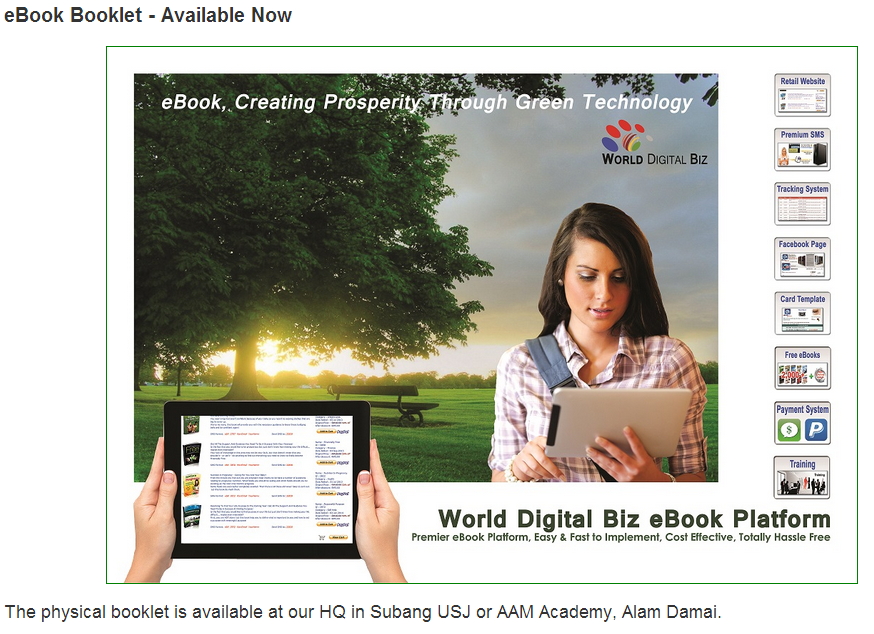 eBook Booklet - Available Now
eBook, Creating Prosperity Through Green Technology
WORLD DIGITAL BIZ
Retail Website
Premium SMS
Tracking System
Facebook Page
Card Template
Free eBooks
Payment System
Training
World Digital Biz eBook Platform
Premier eBook Platform, Easy & Fast to Implement, Cost Effective, Totally Hassle Free
The physical booklet is available at our HQ in Subang USJ or AAM Academy, Alam Damai.